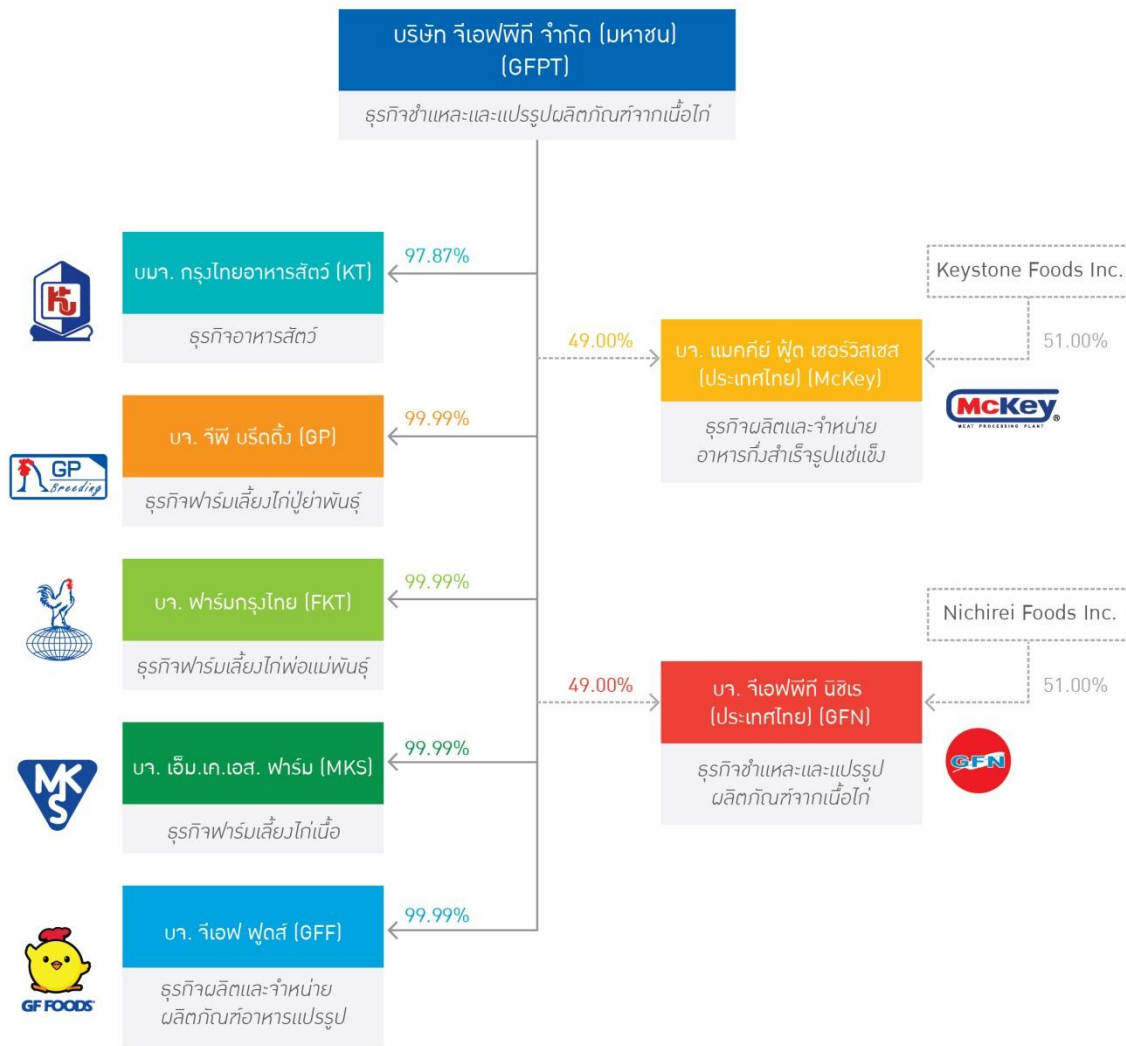 บริษัท จีเอฟพีที จำกัด (มหาชน)
(GFPT)
ธุรกิจชำแหละและแปรรูปผลิตภัณฑ์จากเนื้อไก่
97.87%
บมจ. กรุงไทยอาหารสัตว์ (KT)
ธุรกิจอาหารสัตว์
99.99%
บจ. จีพี บรีดดิ้ง (GP)
GP
Breeding
ธุรกิจฟาร์มเลี้ยงไก่ปู่ย่าพันธุ์
99.99%
บจ. ฟาร์มกรุงไทย (FKT)
ธุรกิจฟาร์มเลี้ยงไก่พ่อแม่พันธุ์
99.99%
บจ. เอ็ม.เค.เอส. ฟาร์ม (MKS)
MK
S
ธุรกิจฟาร์มเลี้ยงไก่เนื้อ
99.99%
บจ. จีเอฟ ฟูดส์ (GFF)
GF FOODS
ธุรกิจผลิตและจำหน่าย
ผลิตภัณฑ์อาหารแปรรูป
Keystone Foods Inc.
49.00%
51.00%
บจ. แมคคีย์ ฟู้ด เซอร์วิสเซส
(ประเทศไทย) (McKey)
McKey®
MEAT PROCESSING PLANT
ธุรกิจผลิตและจำหน่าย
อาหารกึ่งสำเร็จรูปแช่แข็ง
Nichirei Foods Inc.
49.00%
51.00%
บจ. จีเอฟพีที นิชิเร
(ประเทศไทย) (GFN)
GFN
ธุรกิจชำแหละและแปรรูป
ผลิตภัณฑ์จากเนื้อไก่